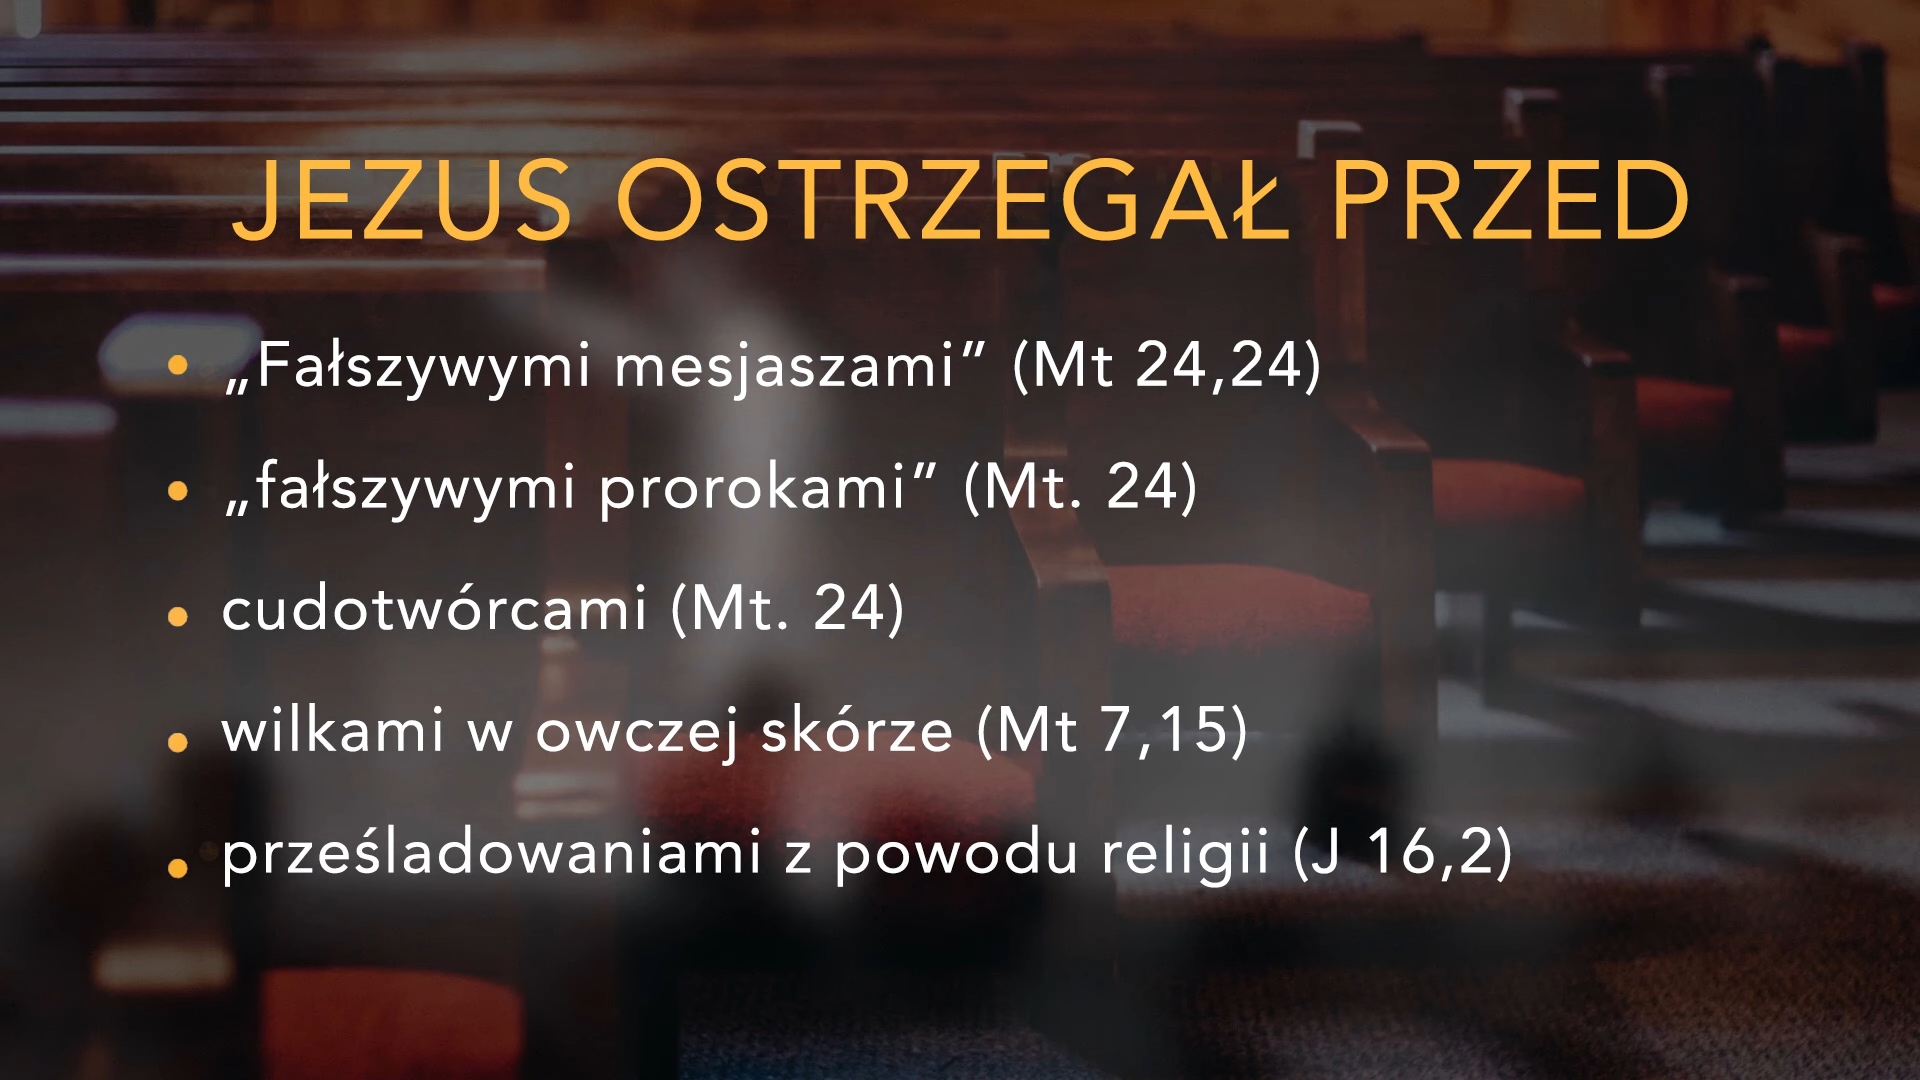 JEZUS OSTRZEGAŁ PRZED
• „Fałszywymi mesjaszami” (Mt 24,24)
• „fałszywymi prorokami” (Mt. 24)
• cudotwórcami (Mt. 24)
• wilkami w owczej skórze (Mt 7,15)
• prześladowaniami z powodu religii (J 16,2)